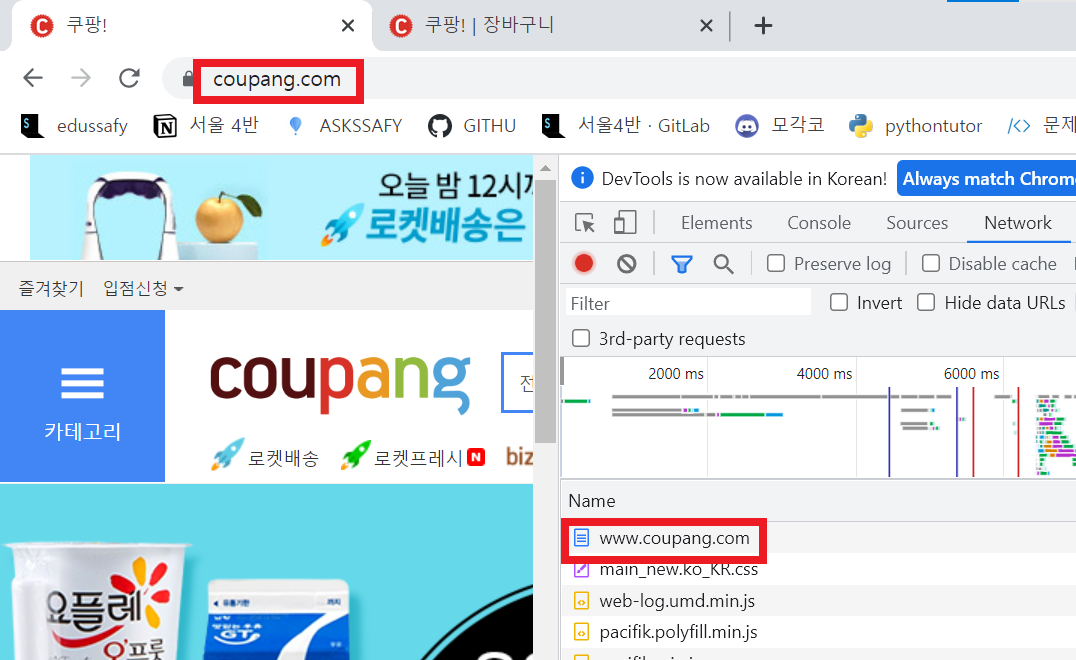 쿠팡!
쿠팡! | 장바구니
coupang.com
edussafy
서울 4반
ASKSSAFY
GITHU
서울4반 · GitLab
모각코
pythontutor
문제
오늘 밤 12시까
로켓배송은
즐겨찾기
입점신청
카테고리
coupang
전
로켓배송
로켓프레시
N
biz
요플레
오프룻
GT
DevTools is now available in Korean!
Always match Chrome
Elements
Console
Sources
Network
Preserve log
Disable cache
Filter
Invert
Hide data URLs
3rd-party requests
2000 ms
4000 ms
6000 ms
Name
www.coupang.com
main_new.ko_KR.css
web-log.umd.min.js
pacifik.polyfill.min.js